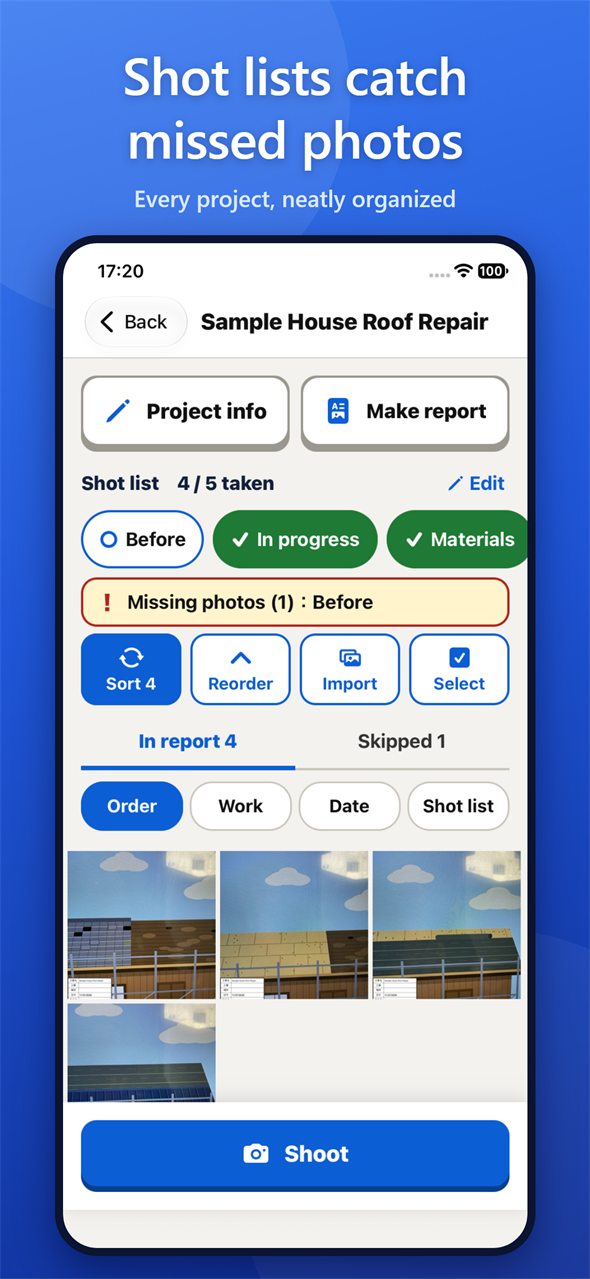 Shot lists catch
missed photos
Every project, neatly organized
17:20
100
Back
Sample House Roof Repair
Project info
Make report
Shot list 4 / 5 taken
Edit
Before
In progress
Materials
! Missing photos (1) : Before
Sort 4
Reorder
Import
Select
In report 4
Skipped 1
Order
Work
Date
Shot list
Shoot